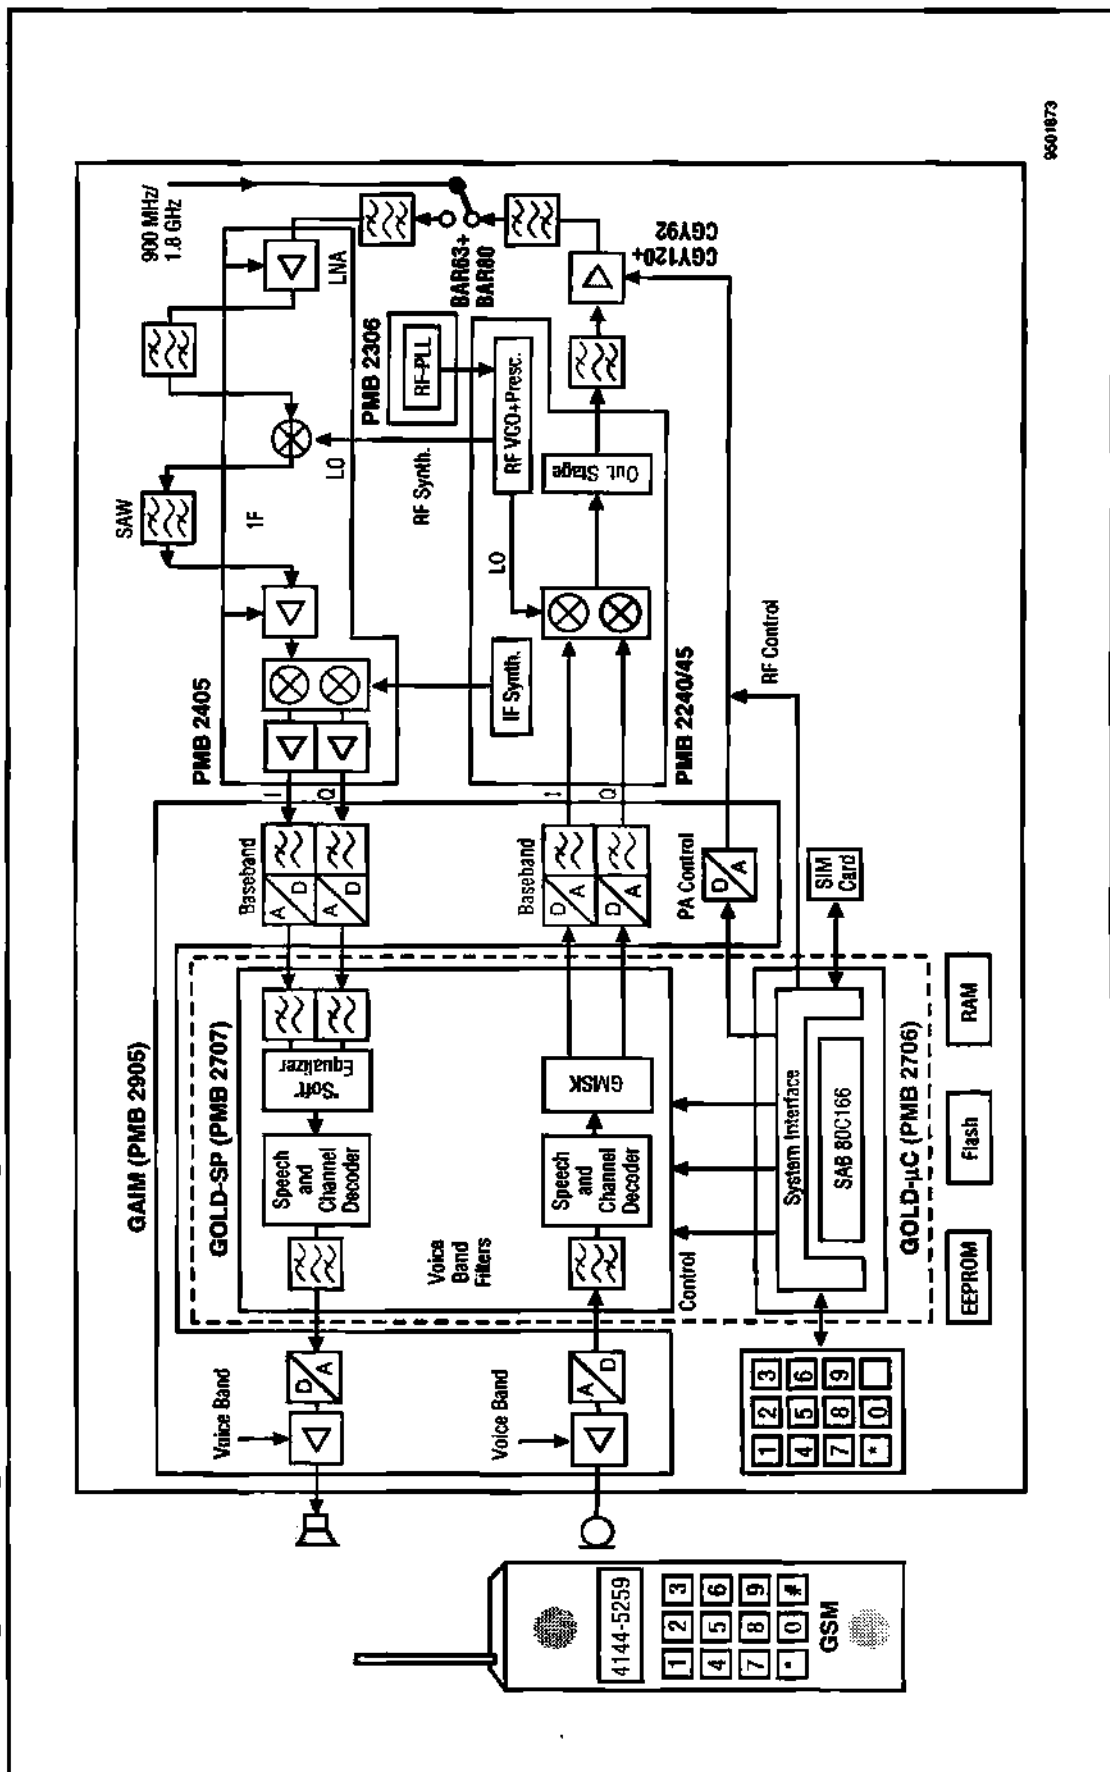 900 MHz/
1.8 GHz
SAW
PMB 2405
LNA
1F
LO
I
Q
PMB 2306
RF-PLL
RF Synth.
RF VCO+Presc.
LO
IF Synth.
Out. Stage
PMB 2240/45
BAR63+
BAR80
CGY120+
CGY92
GAIM (PMB 2905)
Baseband
A
D
A
D
Baseband
D
A
D
A
I
Q
PA Control
D
A
RF Control
GOLD-SP (PMB 2707)
"Soft"
Equalizer
Speech
and
Channel
Decoder
Voice
Band
Filters
GMSK
Speech
and
Channel
Decoder
Voice Band
D
A
Voice Band
A
D
Control
System Interface
SAB 80C166
GOLD-µC (PMB 2706)
SIM
Card
EEPROM
Flash
RAM
1 2 3
4 5 6
7 8 9
* 0
4144-5259
1 2 3
4 5 6
7 8 9
* 0 #
GSM
9501873